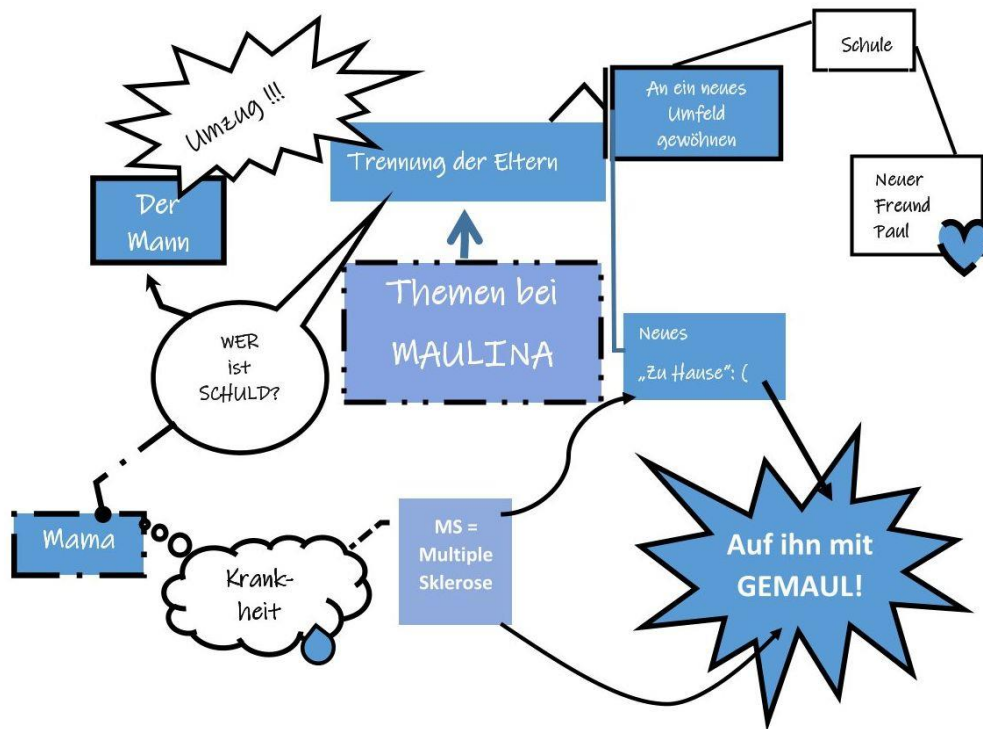 Umzug !!!
Der
Mann
Trennung der Eltern
An ein neues
Umfeld
gewöhnen
Schule
Neuer
Freund
Paul
WER
ist
SCHULD?
Themen bei
MAULINA
Neues
„Zu Hause“: (
Mama
Krank-
heit
MS =
Multiple
Sklerose
Auf ihn mit
GEMAUL!